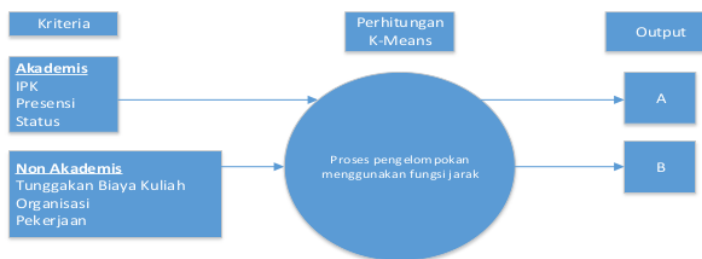 Kriteria
Perhitungan
K-Means
Output
Akademis
IPK
Presensi
Status
Non Akademis
Tunggakan Biaya Kuliah
Organisasi
Pekerjaan
Proses pengelompokan
menggunakan fungsi jarak
A
B